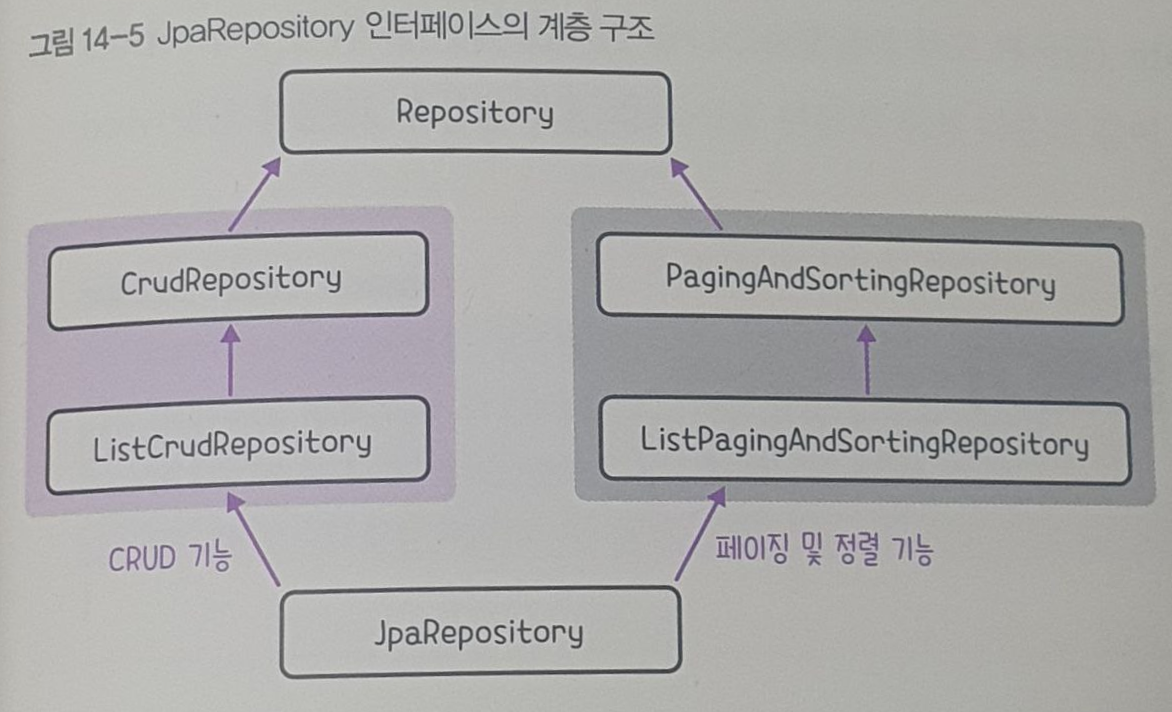 그림 14-5 JpaRepository 인터페이스의 계층 구조
Repository
CrudRepository
PagingAndSortingRepository
ListCrudRepository
ListPagingAndSortingRepository
CRUD 기능
페이징 및 정렬 기능
JpaRepository